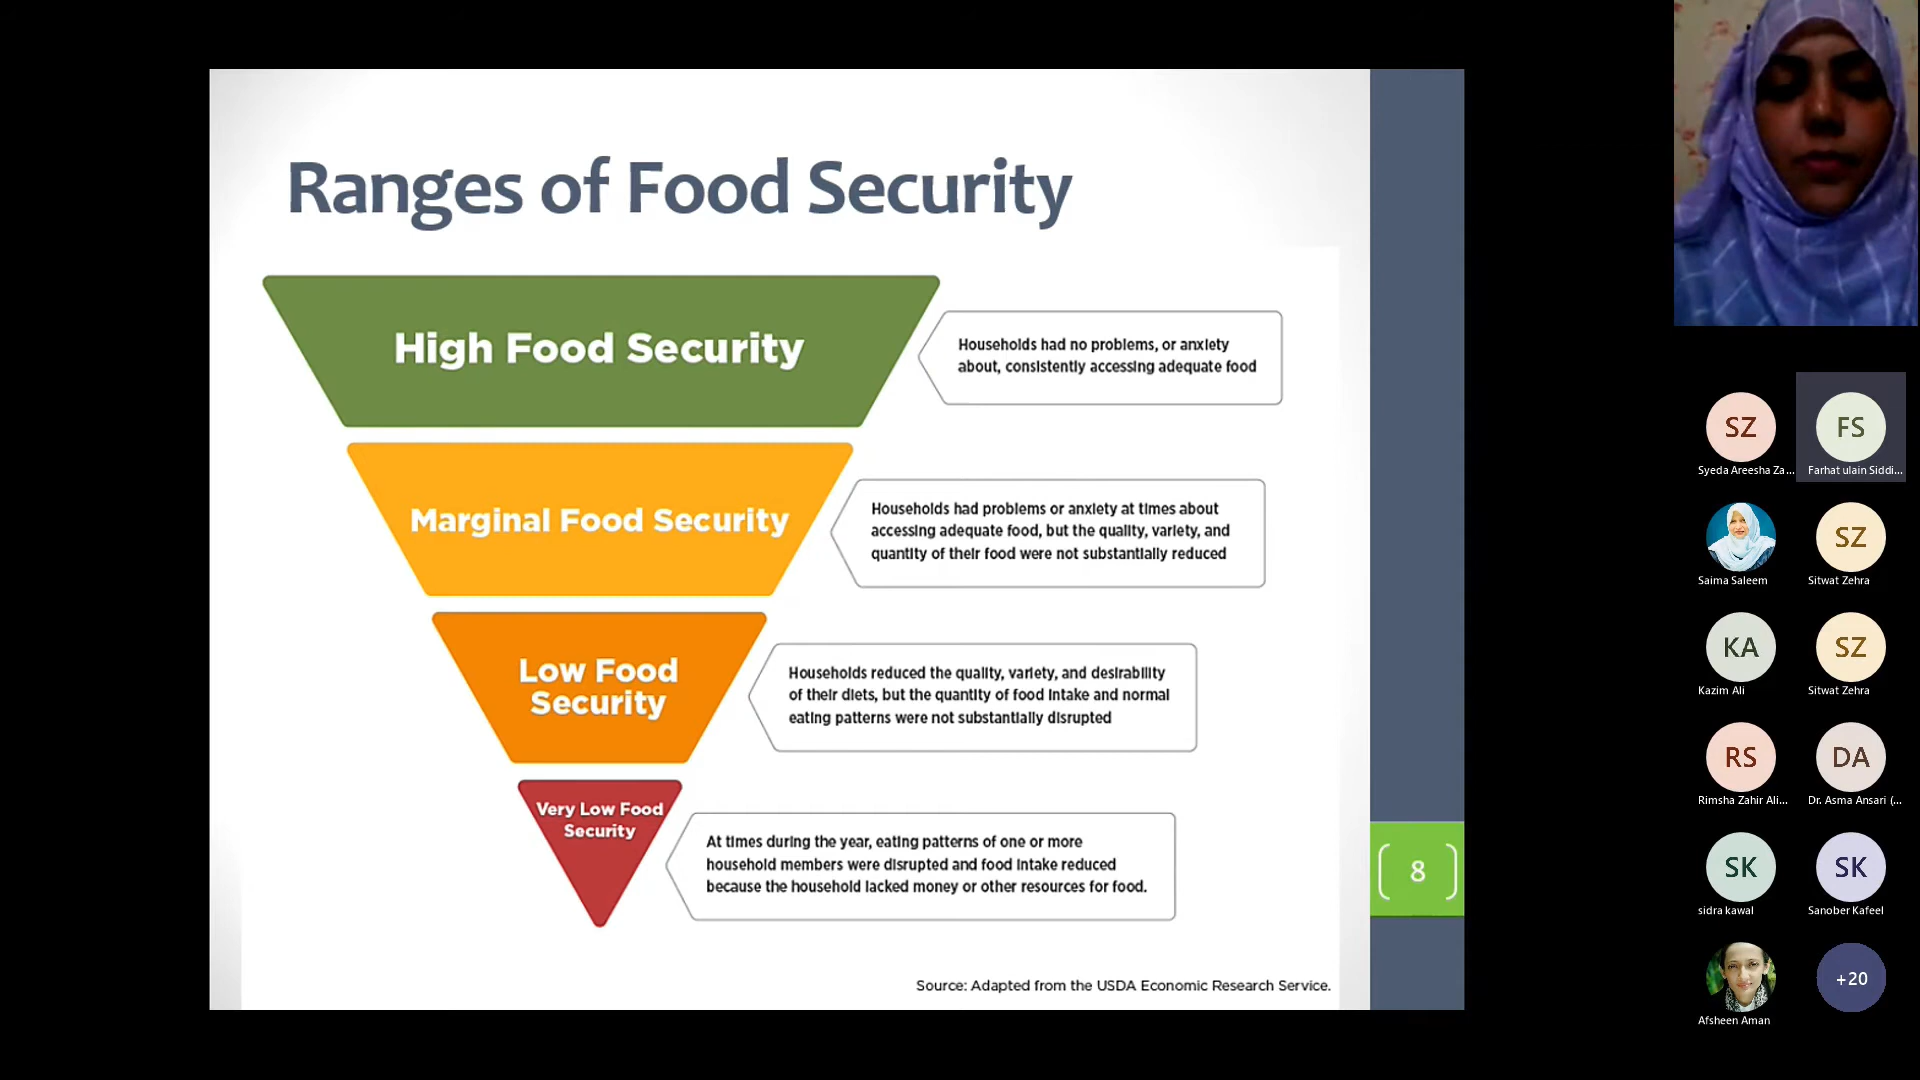 Ranges of Food Security
High Food Security
Households had no problems, or anxiety
about, consistently accessing adequate food
Marginal Food Security
Households had problems or anxiety at times about
accessing adequate food, but the quality, variety, and
quantity of their food were not substantially reduced
Low Food
Security
Households reduced the quality, variety, and desirability
of their diets, but the quantity of food intake and normal
eating patterns were not substantially disrupted
Very Low Food
Security
At times during the year, eating patterns of one or more
household members were disrupted and food intake reduced
because the household lacked money or other resources for food.
8
Source: Adapted from the USDA Economic Research Service.
SZ
Syeda Areesha Za...
FS
Farhat ulain Siddi...
Saima Saleem
SZ
Sitwat Zehra
KA
Kazim Ali
SZ
Sitwat Zehra
RS
Rimsha Zahir Ali...
DA
Dr. Asma Ansari (...
SK
sidra kawal
SK
Sanober Kafeel
Afsheen Aman
+20